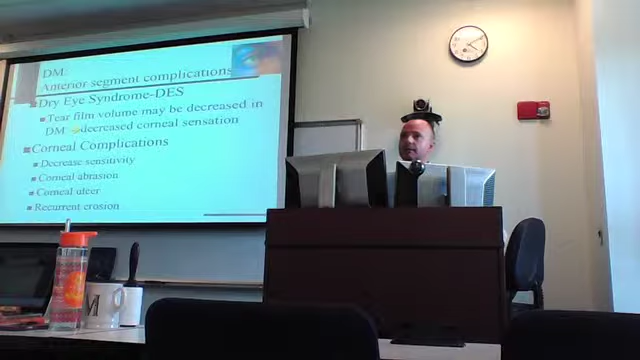 DM:
Anterior segment complications
Dry Eye Syndrome-DES
Tear film volume may be decreased in
DM → decreased corneal sensation
Corneal Complications
Decrease sensitivity
Corneal abrasion
Corneal ulcer
Recurrent erosion
M